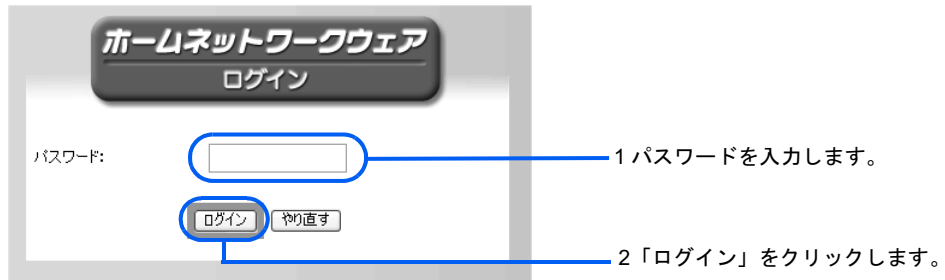 ホームネットワークウェア
ログイン
パスワード:
1 パスワードを入力します。
ログイン
やり直す
2「ログイン」をクリックします。